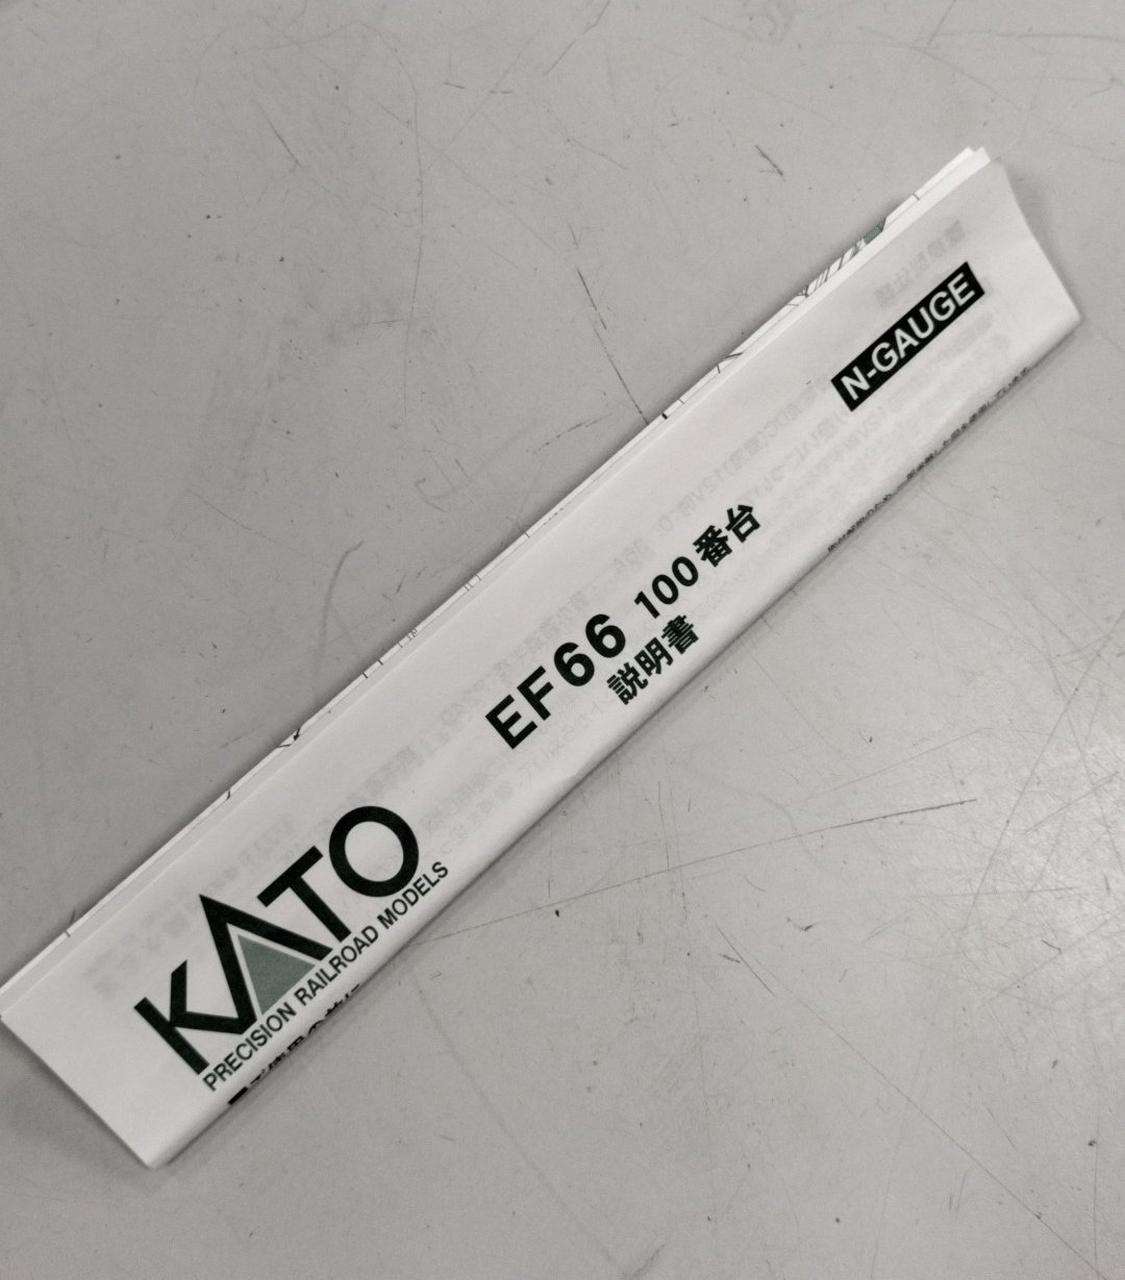 KATO
PRECISION RAILROAD MODELS
EF66 100番台
説明書
N-GAUGE